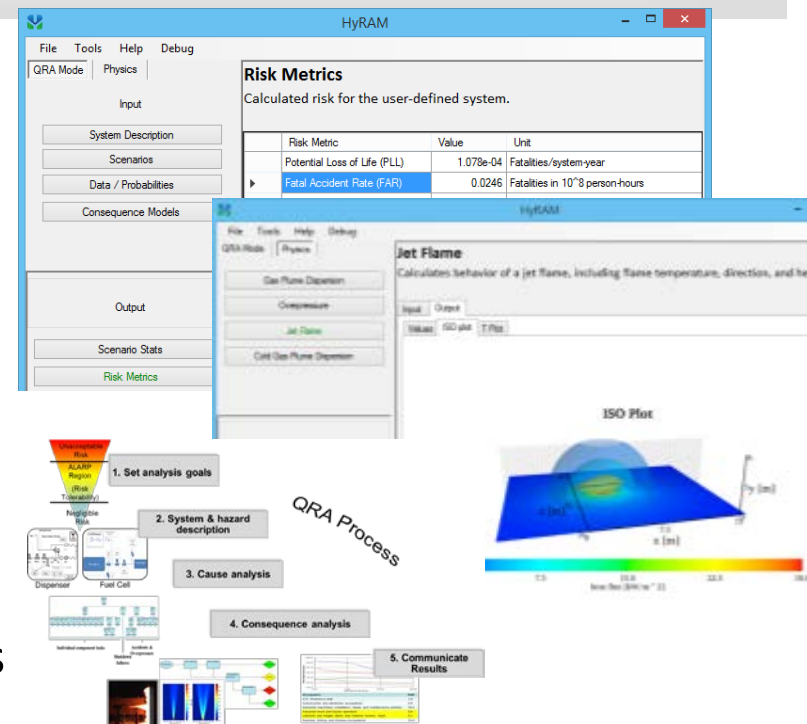 HyRAM
File Tools Help Debug
QRA Mode Physics
Input
System Description
Scenarios
Data / Probabilities
Consequence Models
Output
Scenario Stats
Risk Metrics
Risk Metrics
Calculated risk for the user-defined system.
Risk Metric Value Unit
Potential Loss of Life (PLL) 1.078e-04 Fatalities/system-year
Fatal Accident Rate (FAR) 0.0246 Fatalities in 10^8 person-hours
HyRAM
File Tools Help Debug
QRA Mode Physics
Gas Plume Dispersion
Overpressure
Jet Flame
Cold Gas Plume Dispersion
Jet Flame
Calculates behavior of a jet flame, including flame temperature, direction, and he
Input Output
Values ISO plot T Plot
ISO Plot
y [m]
x [m]
z [m]
Unacceptable
Risk
ALARP
Region
(Risk
Tolerability)
Negligible
Risk
1. Set analysis goals
QRA Process
2. System & hazard
description
Dispenser Fuel Cell
3. Cause analysis
4. Consequence analysis
5. Communicate
Results
s